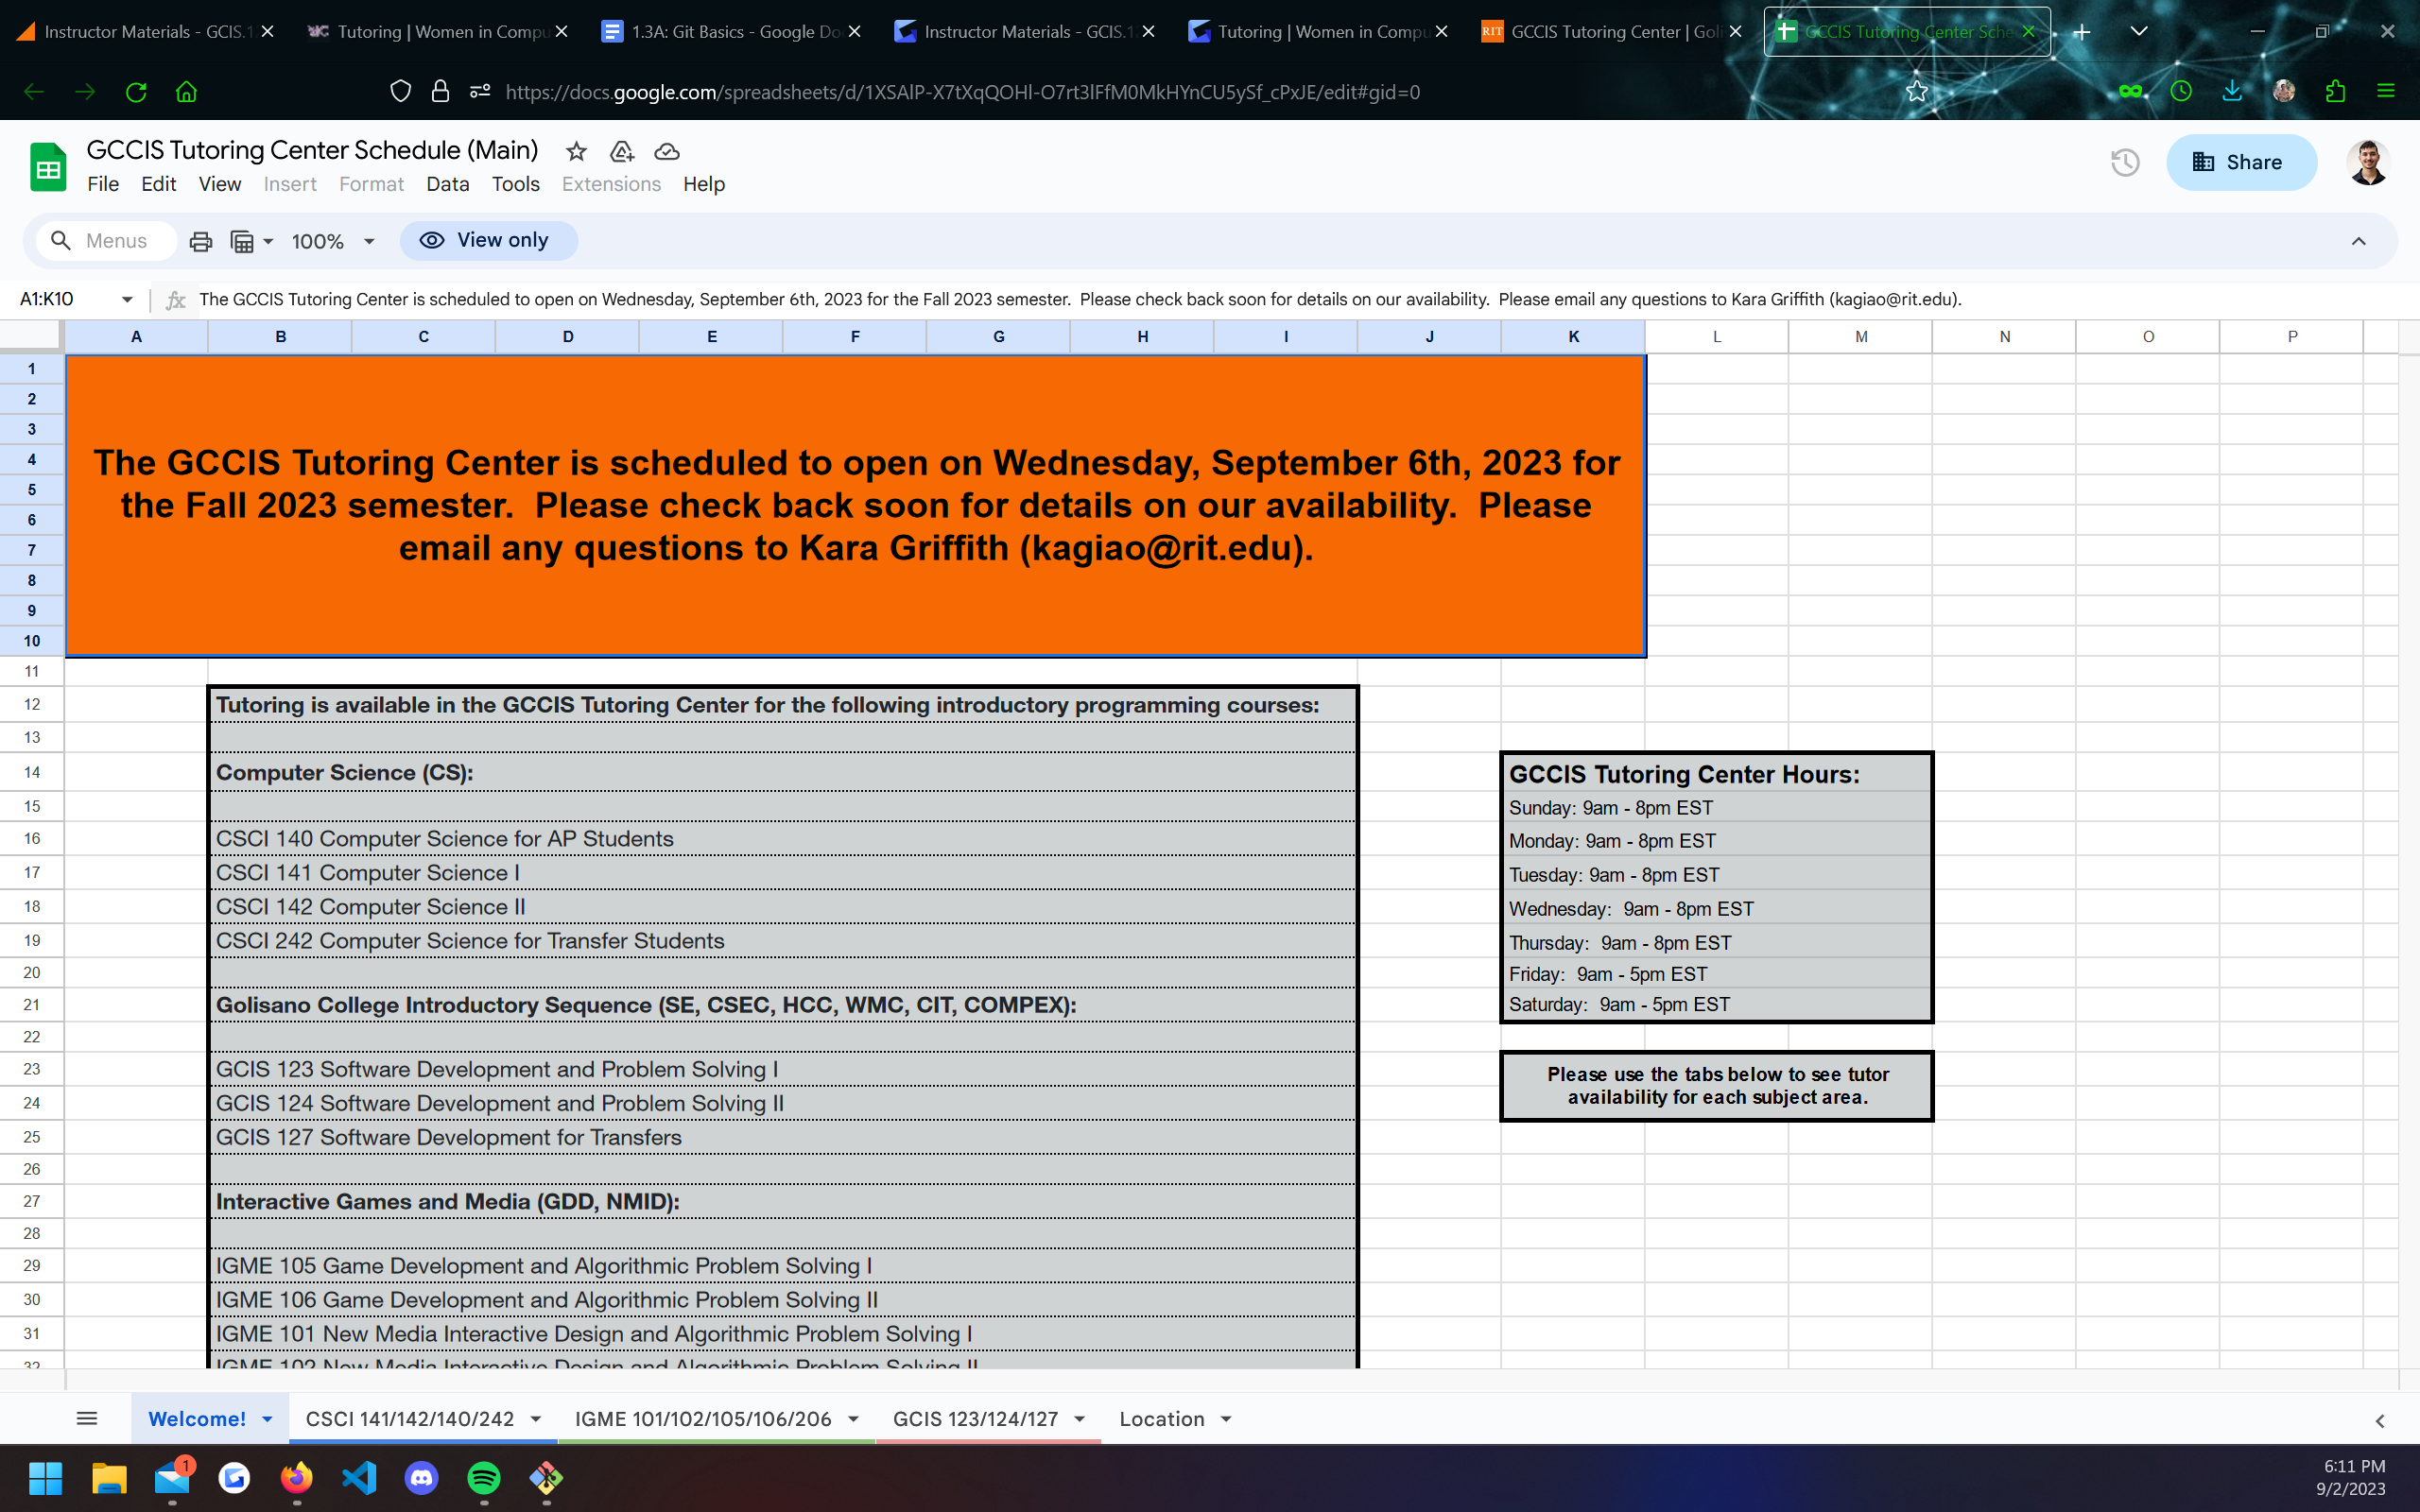 Instructor Materials - GCIS.1
Tutoring | Women in Compu
1.3A: Git Basics - Google Do
Instructor Materials - GCIS.1
Tutoring | Women in Compu
RIT
GCCIS Tutoring Center | Goli
GCCIS Tutoring Center Sche
https://docs.google.com/spreadsheets/d/1XSAlP-X7tXqQOHl-O7rt3lFfM0MkHYnCU5ySf_cPxJE/edit#gid=0
GCCIS Tutoring Center Schedule (Main)
File Edit View Insert Format Data Tools Extensions Help
Share
Menus
100%
View only
A1:K10
fx
The GCCIS Tutoring Center is scheduled to open on Wednesday, September 6th, 2023 for the Fall 2023 semester.  Please check back soon for details on our availability.  Please email any questions to Kara Griffith (kagiao@rit.edu).
A B C D E F G H I J K L M N O P
1
2
3
4
5
6
7
8
9
10
The GCCIS Tutoring Center is scheduled to open on Wednesday, September 6th, 2023 for
the Fall 2023 semester.  Please check back soon for details on our availability.  Please
email any questions to Kara Griffith (kagiao@rit.edu).
11
12 Tutoring is available in the GCCIS Tutoring Center for the following introductory programming courses:
13
14 Computer Science (CS):
15
16 CSCI 140 Computer Science for AP Students
17 CSCI 141 Computer Science I
18 CSCI 142 Computer Science II
19 CSCI 242 Computer Science for Transfer Students
20
21 Golisano College Introductory Sequence (SE, CSEC, HCC, WMC, CIT, COMPEX):
22
23 GCIS 123 Software Development and Problem Solving I
24 GCIS 124 Software Development and Problem Solving II
25 GCIS 127 Software Development for Transfers
26
27 Interactive Games and Media (GDD, NMID):
28
29 IGME 105 Game Development and Algorithmic Problem Solving I
30 IGME 106 Game Development and Algorithmic Problem Solving II
31 IGME 101 New Media Interactive Design and Algorithmic Problem Solving I
32 IGME 102 New Media Interactive Design and Algorithmic Problem Solving II
GCCIS Tutoring Center Hours:
Sunday: 9am - 8pm EST
Monday: 9am - 8pm EST
Tuesday: 9am - 8pm EST
Wednesday:  9am - 8pm EST
Thursday:  9am - 8pm EST
Friday:  9am - 5pm EST
Saturday:  9am - 5pm EST
Please use the tabs below to see tutor
availability for each subject area.
Welcome!
CSCI 141/142/140/242
IGME 101/102/105/106/206
GCIS 123/124/127
Location
1
6:11 PM
9/2/2023